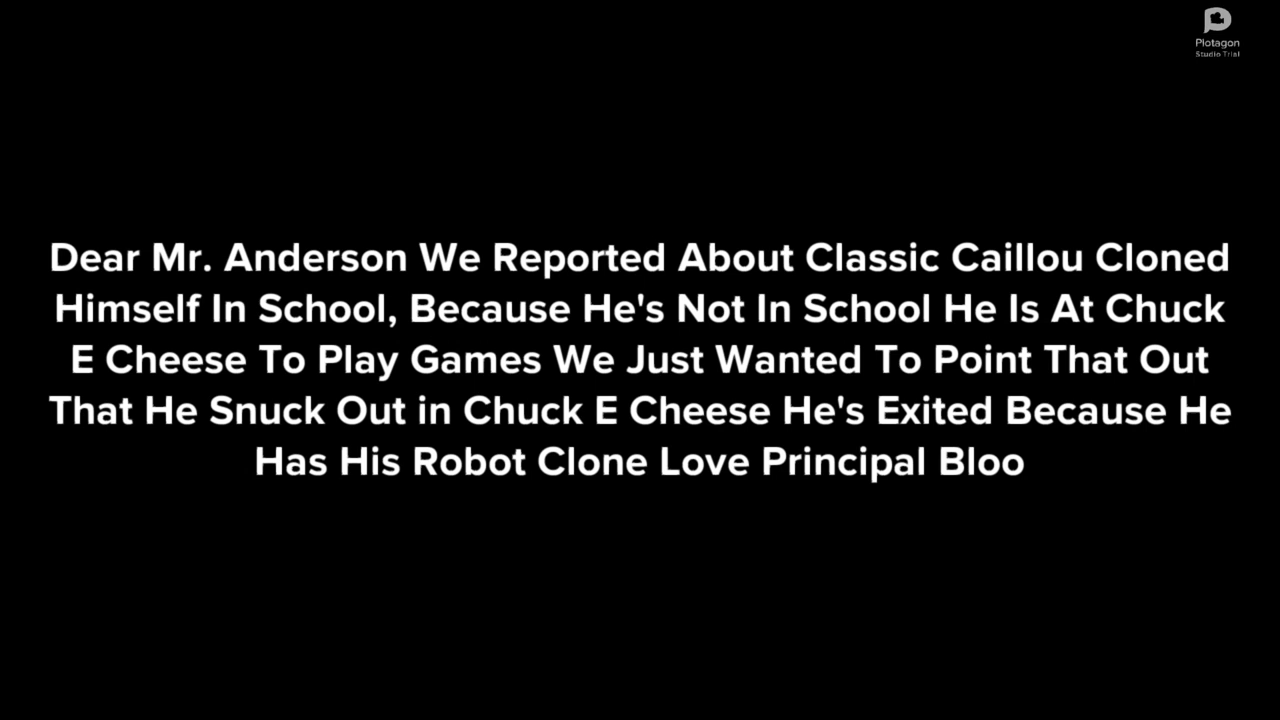 Plotagon
Studio Trial
Dear Mr. Anderson We Reported About Classic Caillou Cloned
Himself In School, Because He's Not In School He Is At Chuck
E Cheese To Play Games We Just Wanted To Point That Out
That He Snuck Out in Chuck E Cheese He's Exited Because He
Has His Robot Clone Love Principal Bloo